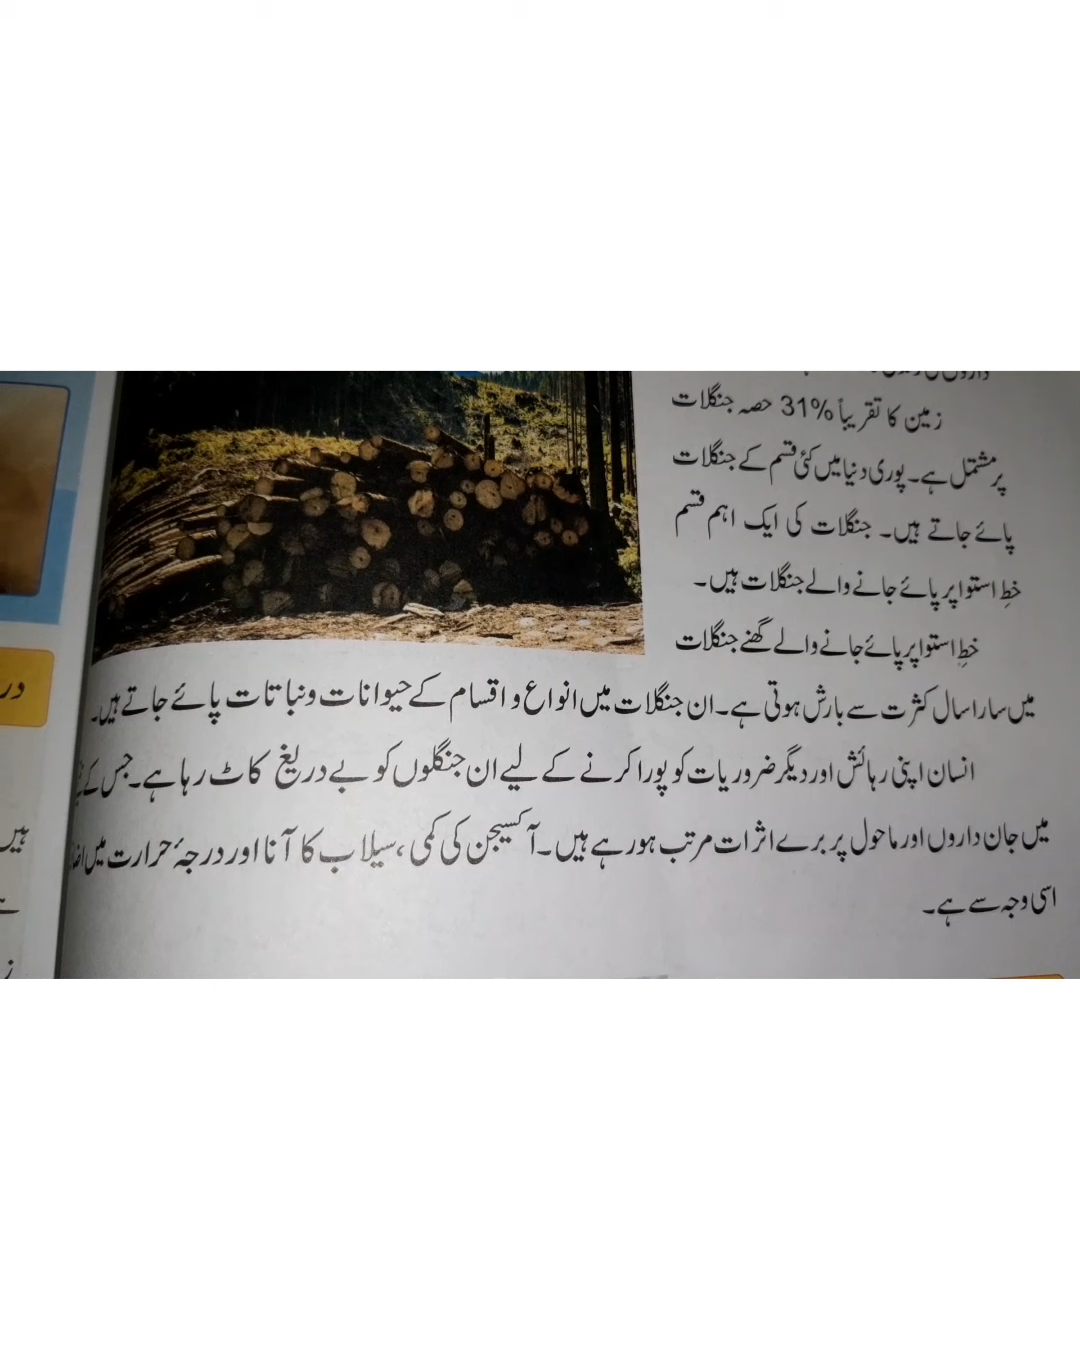 زمین کا تقریباً 31% حصہ جنگلات
پر مشتمل ہے۔ پوری دنیا میں کئی قسم کے جنگلات
پائے جاتے ہیں۔ جنگلات کی ایک اہم قسم
خطِ استوا پر پائے جانے والے جنگلات ہیں۔
خطِ استوا پر پائے جانے والے گھنے جنگلات
میں سارا سال کثرت سے بارش ہوتی ہے۔ ان جنگلات میں انواع و اقسام کے حیوانات و نباتات پائے جاتے ہیں۔
انسان اپنی رہائش اور دیگر ضروریات کو پورا کرنے کے لیے ان جنگلوں کو بے دریغ کاٹ رہا ہے۔ جس کے
میں جان داروں اور ماحول پر برے اثرات مرتب ہو رہے ہیں۔ آکسیجن کی کمی، سیلاب کا آنا اور درجۂ حرارت میں
اسی وجہ سے ہے۔
در
ہیں